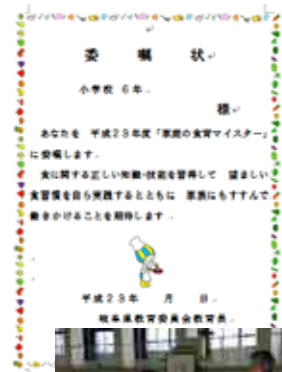 委 嘱 状
小学校 6年
様
あなたを 平成23年度「家庭の食育マイスター」
に委嘱します。
食に関する正しい知識・技能を習得して 望ましい
食習慣を自ら実践するとともに 家族にもすすんで
働きかけることを期待します。
平成23年 月 日
岐阜県教育委員会教育長